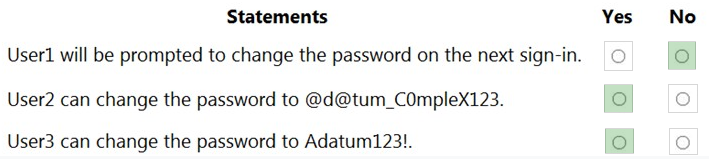 Statements Yes No
User1 will be prompted to change the password on the next sign-in.
User2 can change the password to @d@tum_C0mpleX123.
User3 can change the password to Adatum123!.